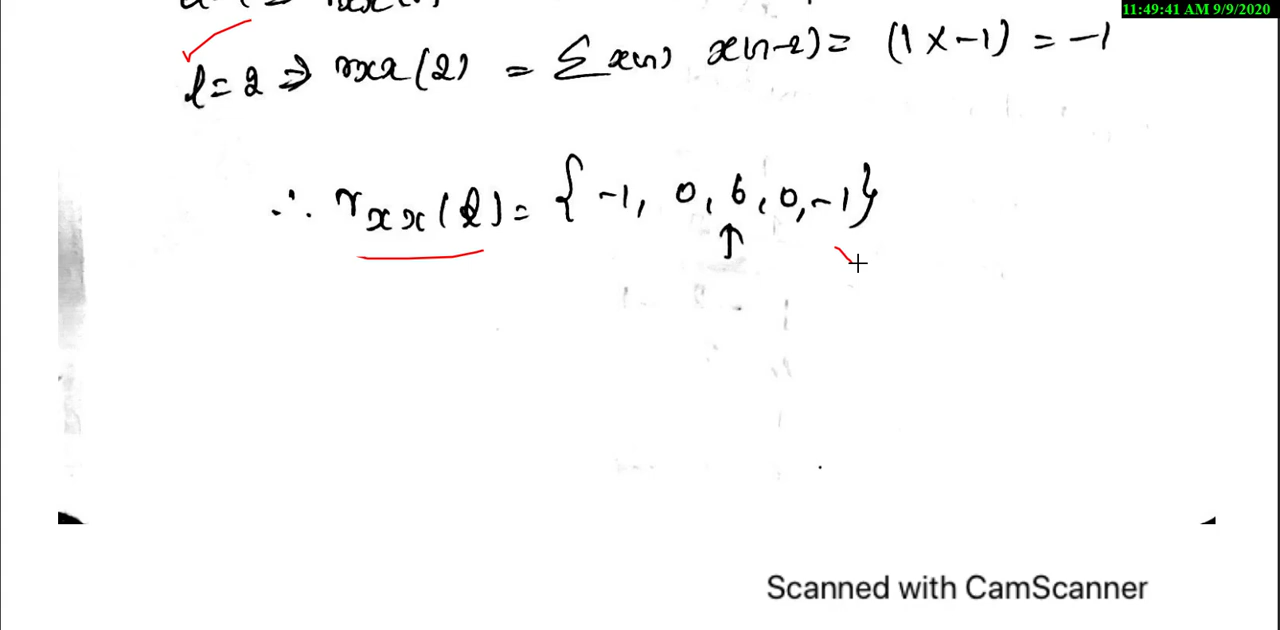 11:49:41 AM 9/9/2020
l=2 ⇒ rxx(2) = Σx(n) x(n-2)= (1×-1) = -1
∴ rxx(l)= {-1, 0, 6, 0, -1}
↑
Scanned with CamScanner